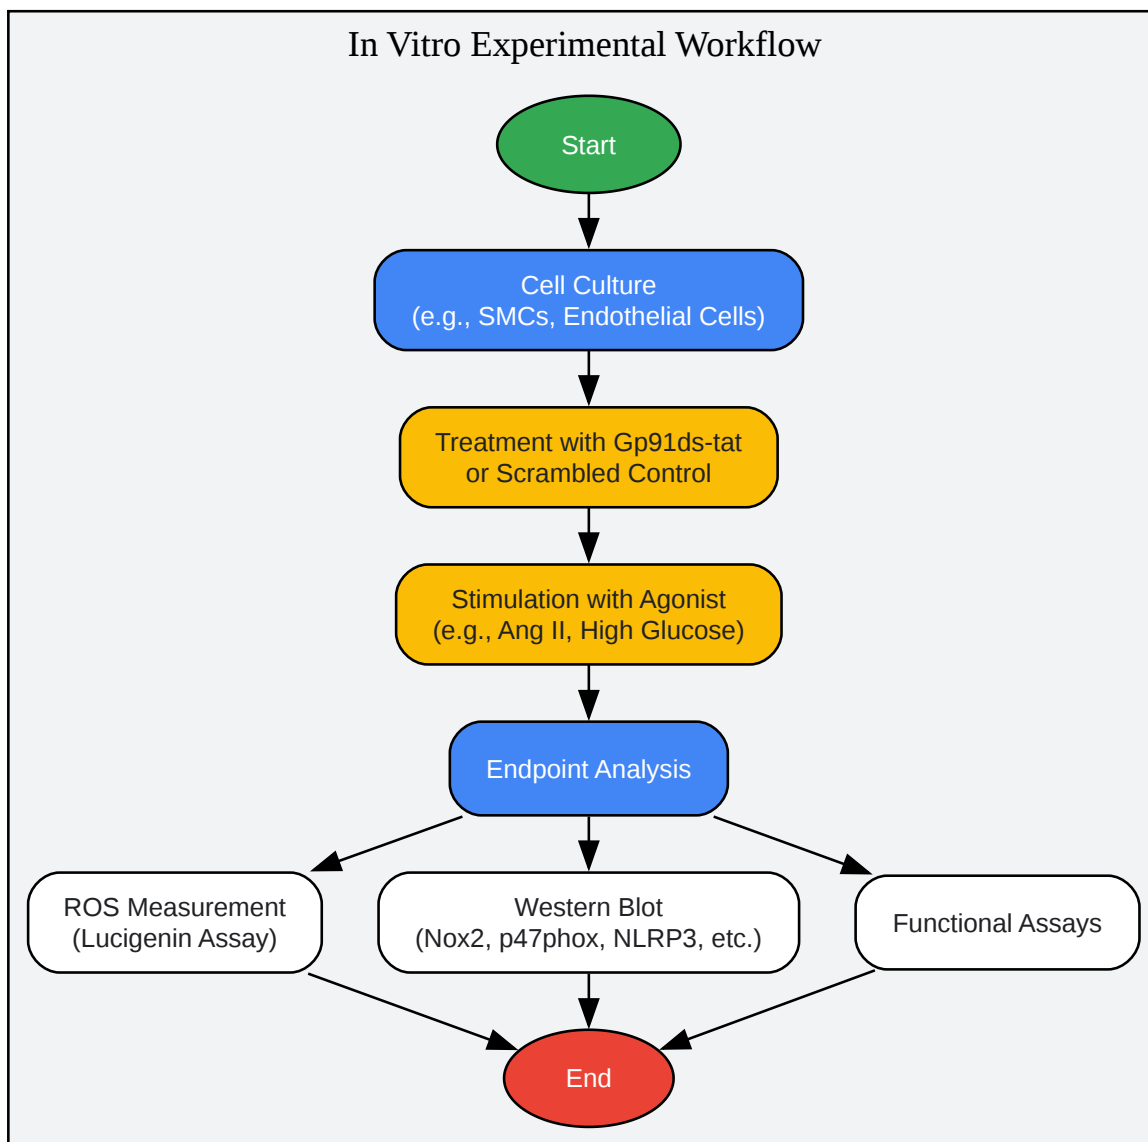 In Vitro Experimental Workflow
Start
Cell Culture
(e.g., SMCs, Endothelial Cells)
Treatment with Gp91ds-tat
or Scrambled Control
Stimulation with Agonist
(e.g., Ang II, High Glucose)
Endpoint Analysis
ROS Measurement
(Lucigenin Assay)
Western Blot
(Nox2, p47phox, NLRP3, etc.)
Functional Assays
End